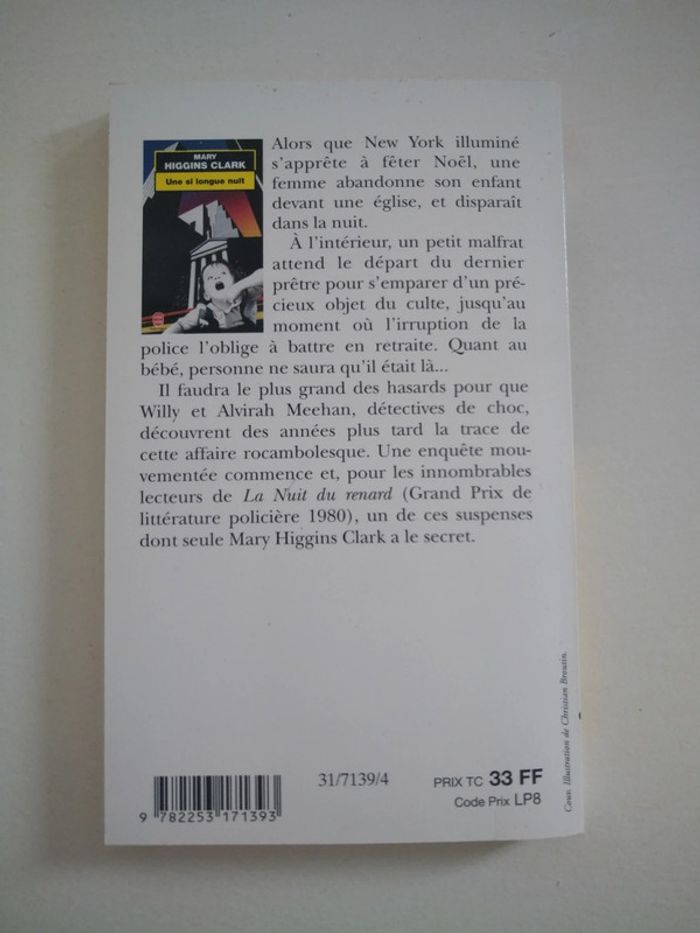 MARY
HIGGINS CLARK
Une si longue nuit
Alors que New York illuminé
s'apprête à fêter Noël, une
femme abandonne son enfant
devant une église, et disparaît
dans la nuit.
À l'intérieur, un petit malfrat
attend le départ du dernier
prêtre pour s'emparer d'un pré-
cieux objet du culte, jusqu'au
moment où l'irruption de la
police l'oblige à battre en retraite. Quant au
bébé, personne ne saura qu'il était là...
Il faudra le plus grand des hasards pour que
Willy et Alvirah Meehan, détectives de choc,
découvrent des années plus tard la trace de
cette affaire rocambolesque. Une enquête mou-
vementée commence et, pour les innombrables
lecteurs de La Nuit du renard (Grand Prix de
littérature policière 1980), un de ces suspenses
dont seule Mary Higgins Clark a le secret.
Couv. Illustration de Christian Broutin.
31/7139/4
PRIX TC 33 FF
Code Prix LP8
9 782253 171393